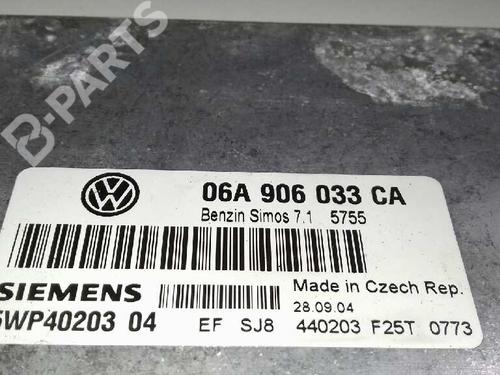 B-PARTS
06A 906 033 CA
Benzin Simos 7.1 5755
SIEMENS
Made in Czech Rep.
28.09.04
5WP40203 04
EF SJ8 440203 F25T 0773